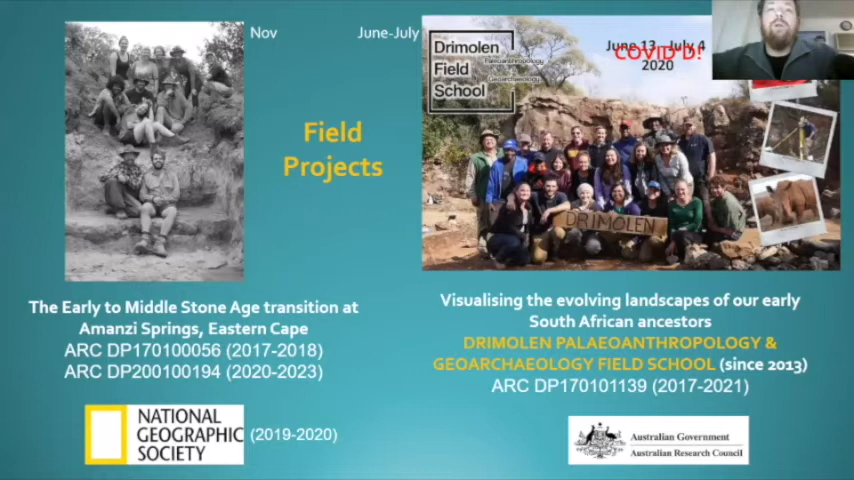 Nov
June-July
Drimolen
Palaeoanthropology
Field
& Geoarchaeology
School
June 13 - July 4
COVID-D!
2020
Field
Projects
DRIMOLEN
The Early to Middle Stone Age transition at
Amanzi Springs, Eastern Cape
ARC DP170100056 (2017-2018)
ARC DP200100194 (2020-2023)
NATIONAL
GEOGRAPHIC
SOCIETY
(2019-2020)
Visualising the evolving landscapes of our early
South African ancestors
DRIMOLEN PALAEOANTHROPOLOGY &
GEOARCHAEOLOGY FIELD SCHOOL (since 2013)
ARC DP170101139 (2017-2021)
Australian Government
Australian Research Council